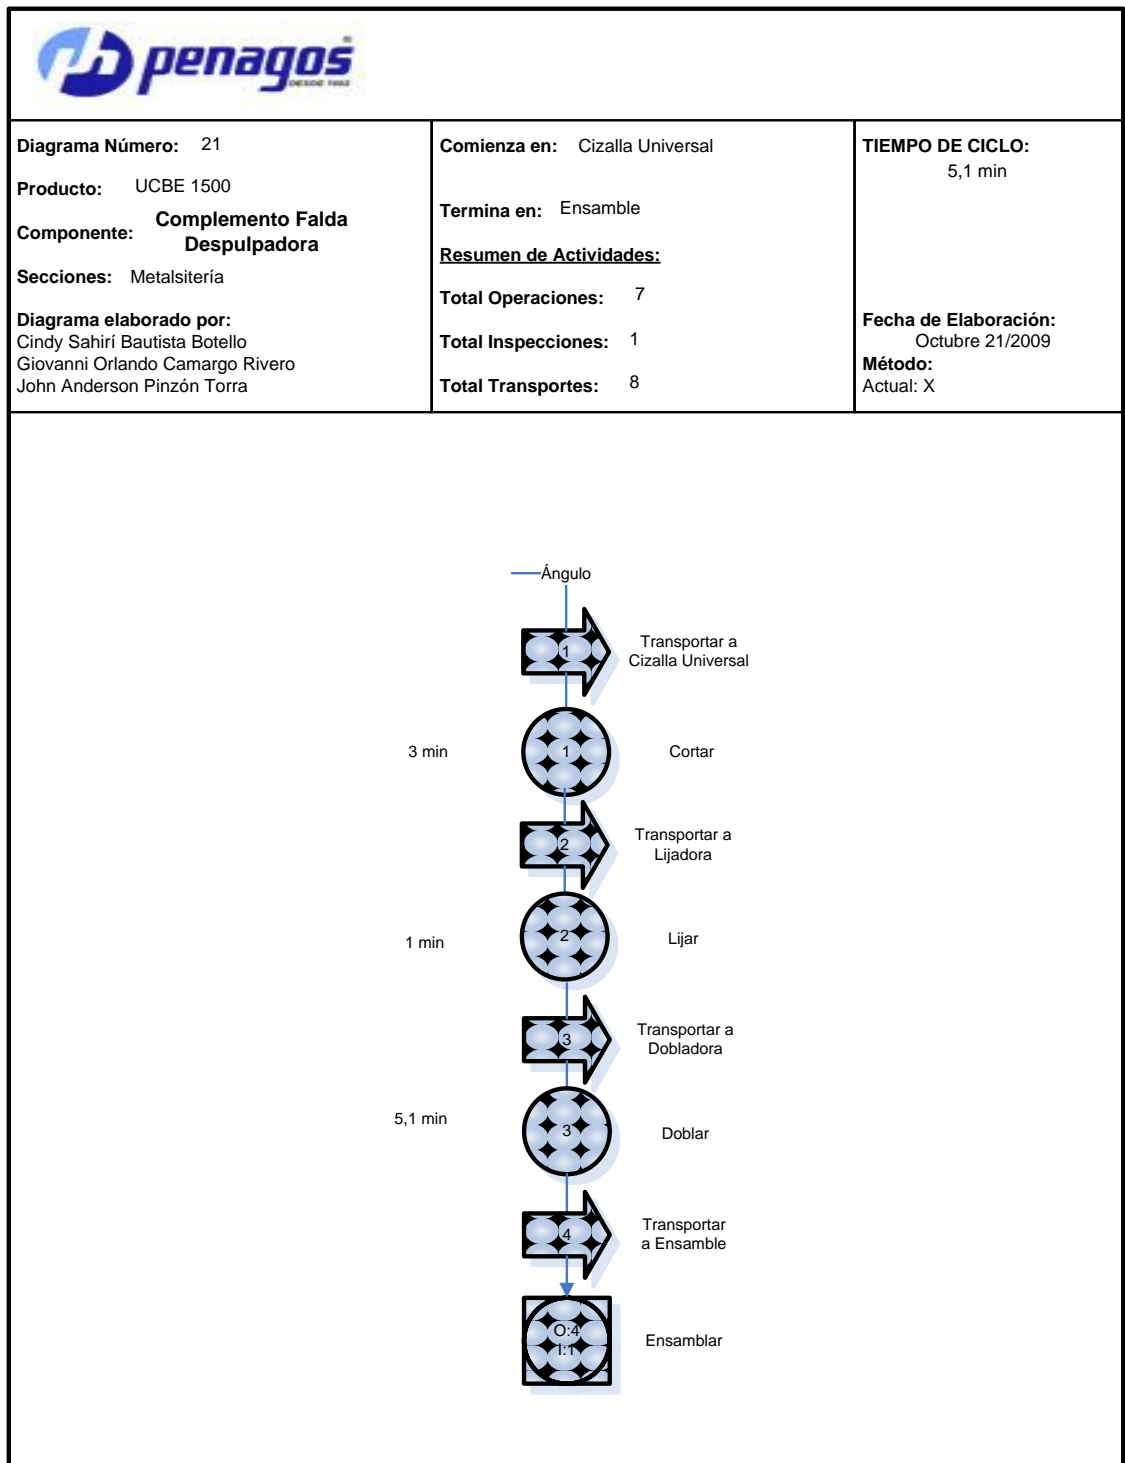 penagos
DESDE 1892
Diagrama Número: 21
Producto: UCBE 1500
Componente: Complemento Falda
Despulpadora
Secciones: Metalsitería
Diagrama elaborado por:
Cindy Sahirí Bautista Botello
Giovanni Orlando Camargo Rivero
John Anderson Pinzón Torra
Comienza en: Cizalla Universal
Termina en: Ensamble
Resumen de Actividades:
Total Operaciones: 7
Total Inspecciones: 1
Total Transportes: 8
TIEMPO DE CICLO:
5,1 min
Fecha de Elaboración:
Octubre 21/2009
Método:
Actual: X
Ángulo
1
Transportar a
Cizalla Universal
3 min
1
Cortar
2
Transportar a
Lijadora
1 min
2
Lijar
3
Transportar a
Dobladora
5,1 min
3
Doblar
4
Transportar
a Ensamble
O:4
I:1
Ensamblar